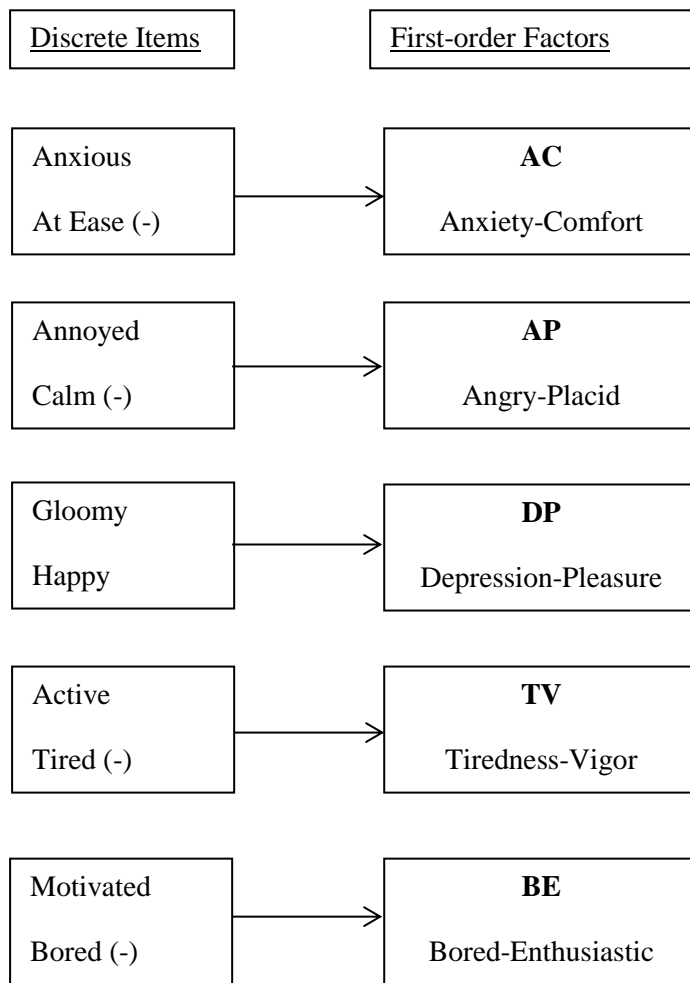 Discrete Items
First-order Factors
Anxious
At Ease (-)
AC
Anxiety-Comfort
Annoyed
Calm (-)
AP
Angry-Placid
Gloomy
Happy
DP
Depression-Pleasure
Active
Tired (-)
TV
Tiredness-Vigor
Motivated
Bored (-)
BE
Bored-Enthusiastic